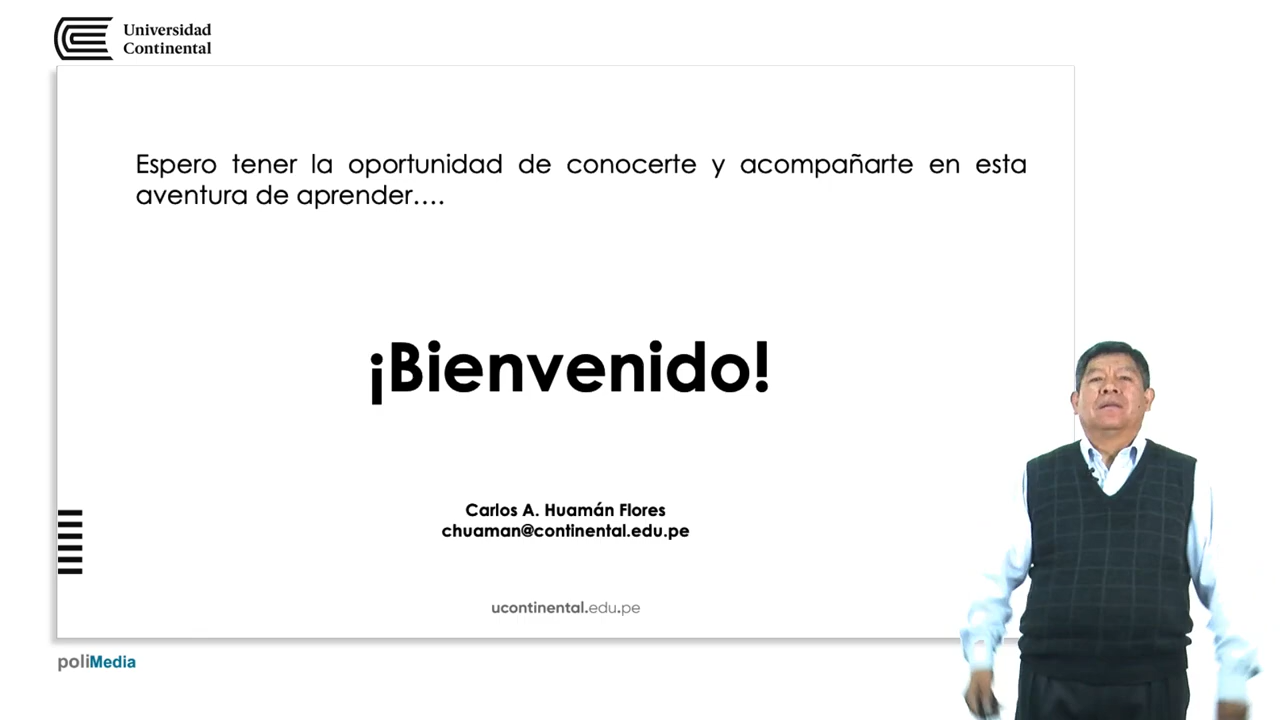 Universidad
Continental
Espero tener la oportunidad de conocerte y acompañarte en esta
aventura de aprender....
¡Bienvenido!
Carlos A. Huamán Flores
chuaman@continental.edu.pe
ucontinental.edu.pe
poliMedia